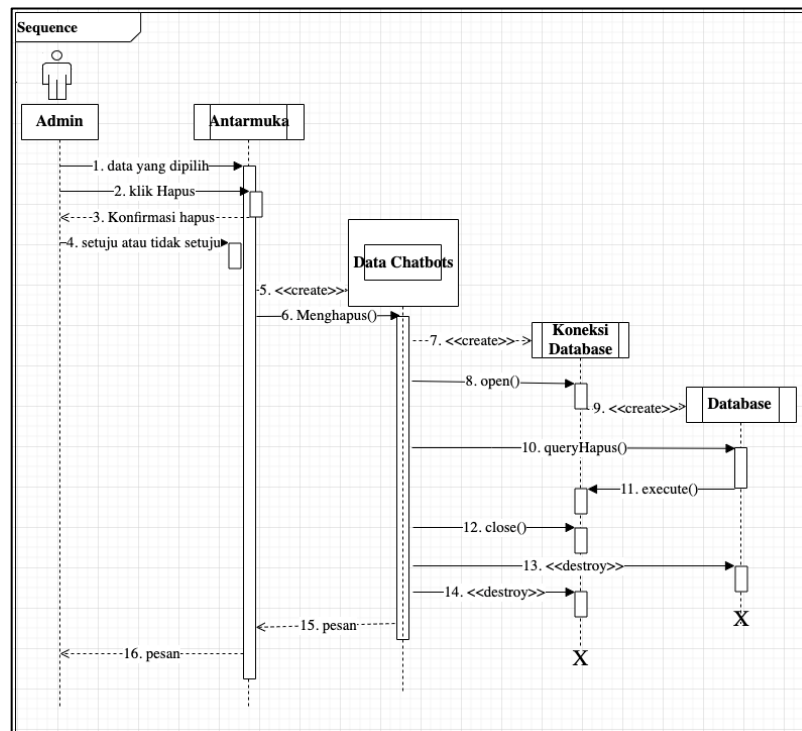 Sequence
Admin
Antarmuka
1. data yang dipilih
2. klik Hapus
3. Konfirmasi hapus
4. setuju atau tidak setuju
Data Chatbots
5. <<create>>
6. Menghapus()
7. <<create>>
Koneksi
Database
8. open()
9. <<create>>
Database
10. queryHapus()
11. execute()
12. close()
13. <<destroy>>
14. <<destroy>>
X
15. pesan
16. pesan
X